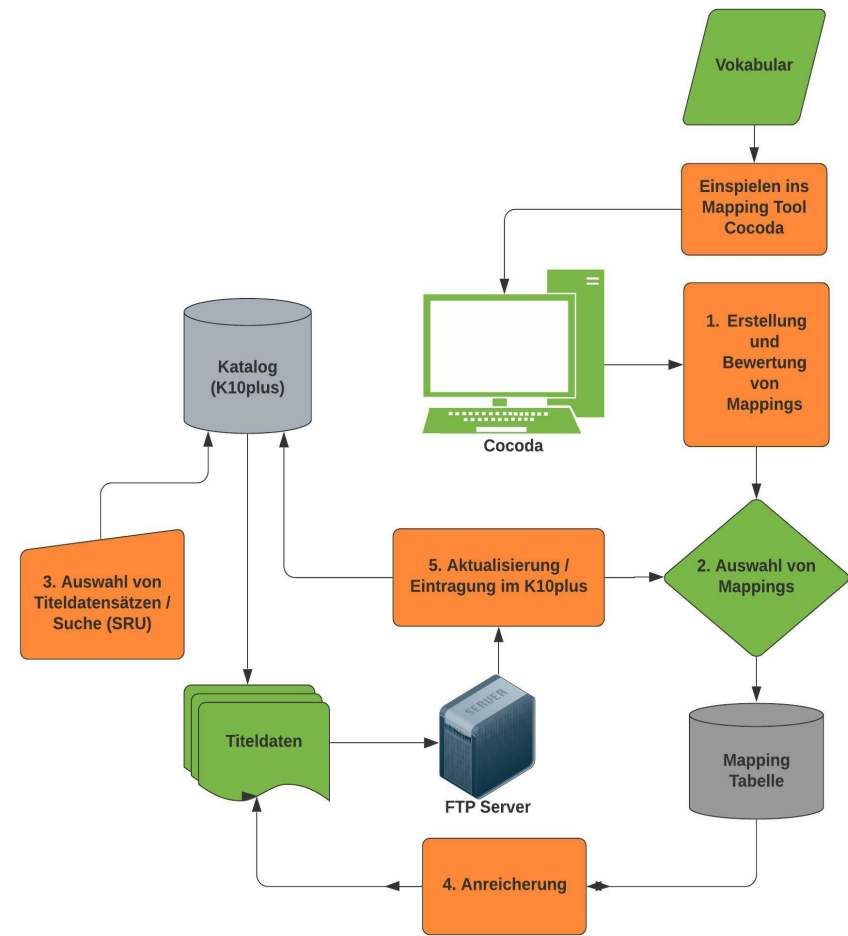 Vokabular
Einspielen ins
Mapping Tool
Cocoda
1. Erstellung
und
Bewertung
von
Mappings
Katalog
(K10plus)
Cocoda
3. Auswahl von
Titeldatensätzen /
Suche (SRU)
5. Aktualisierung /
Eintragung im K10plus
2. Auswahl von
Mappings
SERVER
Titeldaten
FTP Server
Mapping
Tabelle
4. Anreicherung